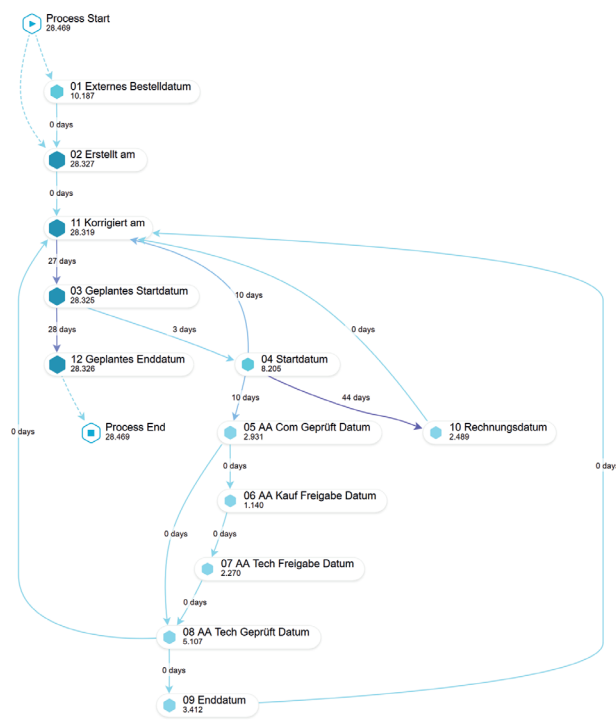 Process Start
28.469
01 Externes Bestelldatum
10.187
0 days
02 Erstellt am
28.327
0 days
11 Korrigiert am
28.319
27 days
03 Geplantes Startdatum
28.325
10 days
28 days
3 days
0 days
12 Geplantes Enddatum
28.326
04 Startdatum
8.205
10 days
44 days
Process End
28.469
05 AA Com Geprüft Datum
2.931
10 Rechnungsdatum
2.489
0 days
0 days
0 days
06 AA Kauf Freigabe Datum
1.140
0 days
0 days
07 AA Tech Freigabe Datum
2.270
0 days
08 AA Tech Geprüft Datum
5.107
0 days
09 Enddatum
3.412